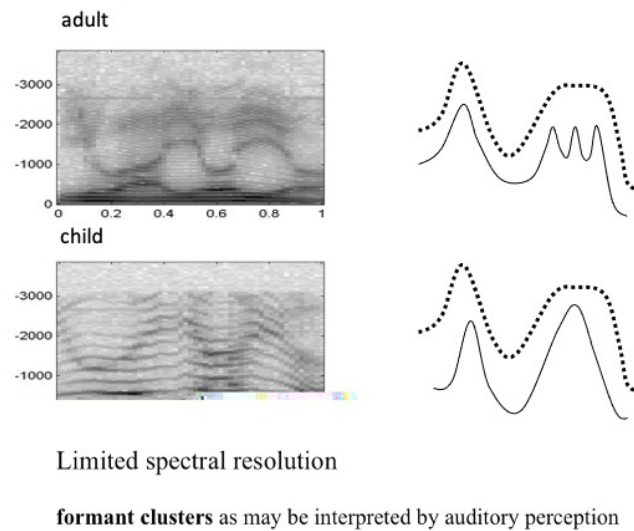 adult
-3000
-2000
-1000
0
0 0.2 0.4 0.6 0.8 1
child
-3000
-2000
-1000
Limited spectral resolution
formant clusters as may be interpreted by auditory perception